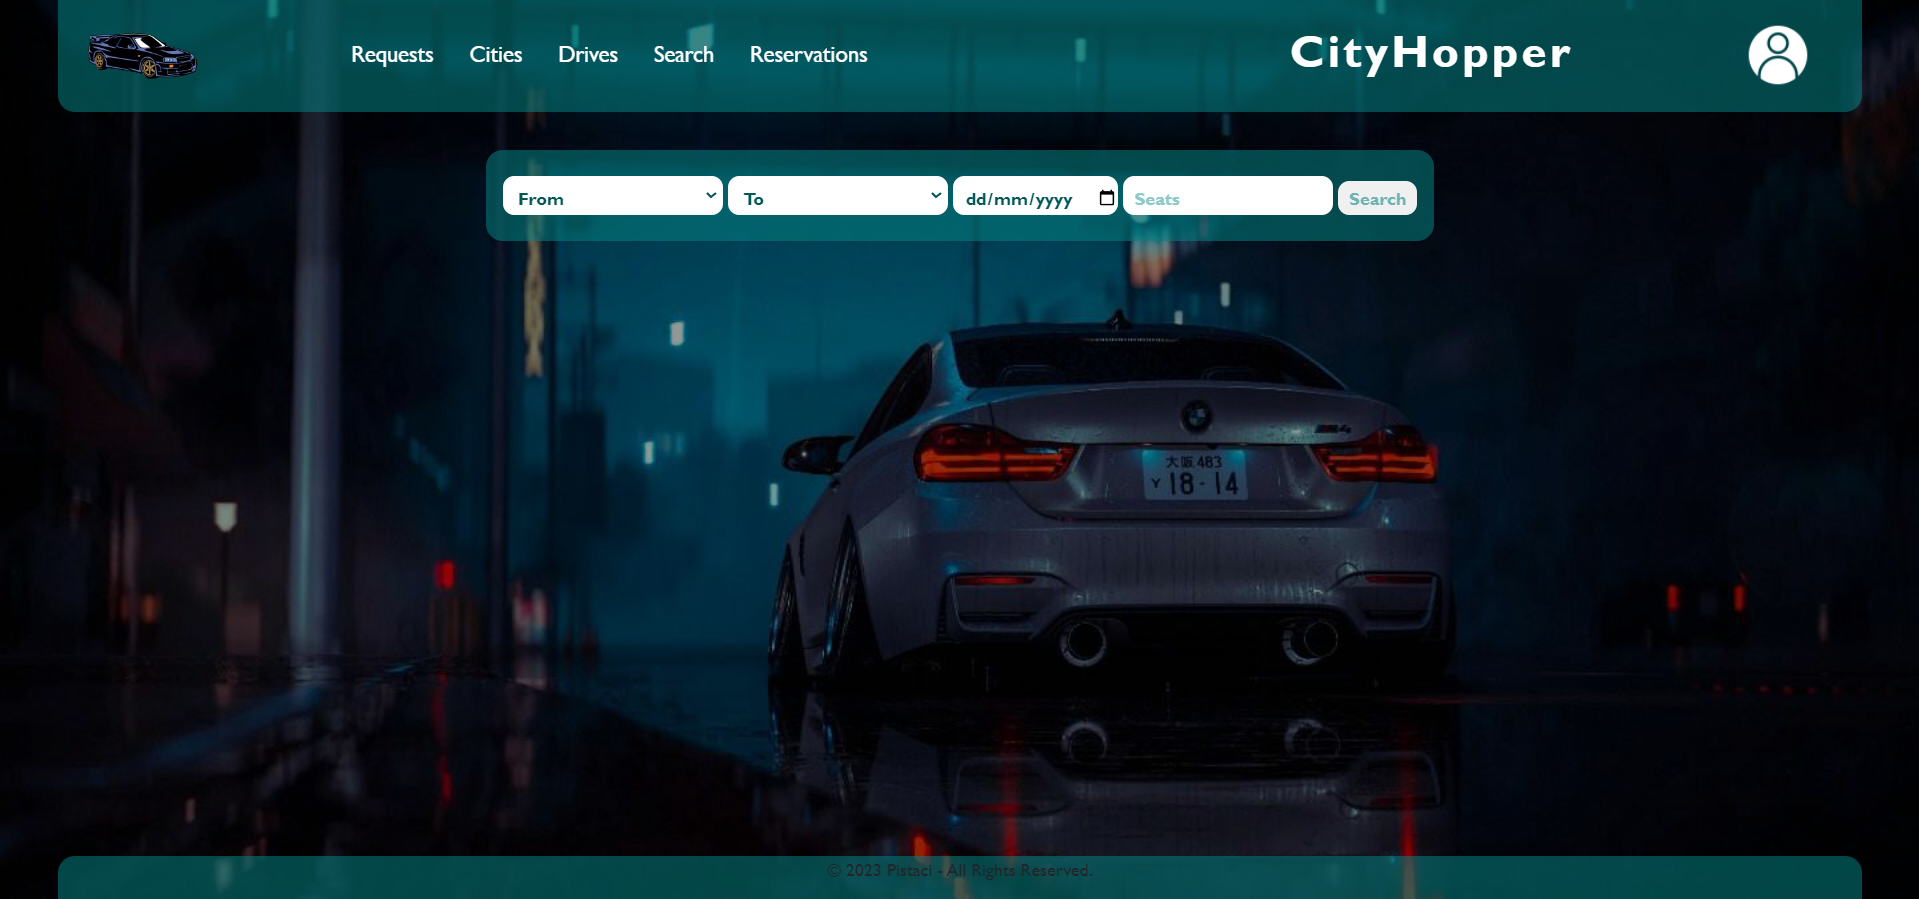 Requests Cities Drives Search Reservations CityHopper
From To dd/mm/yyyy Seats Search
M4
大阪 483
Y 18-14
© 2023 Pistaci - All Rights Reserved.